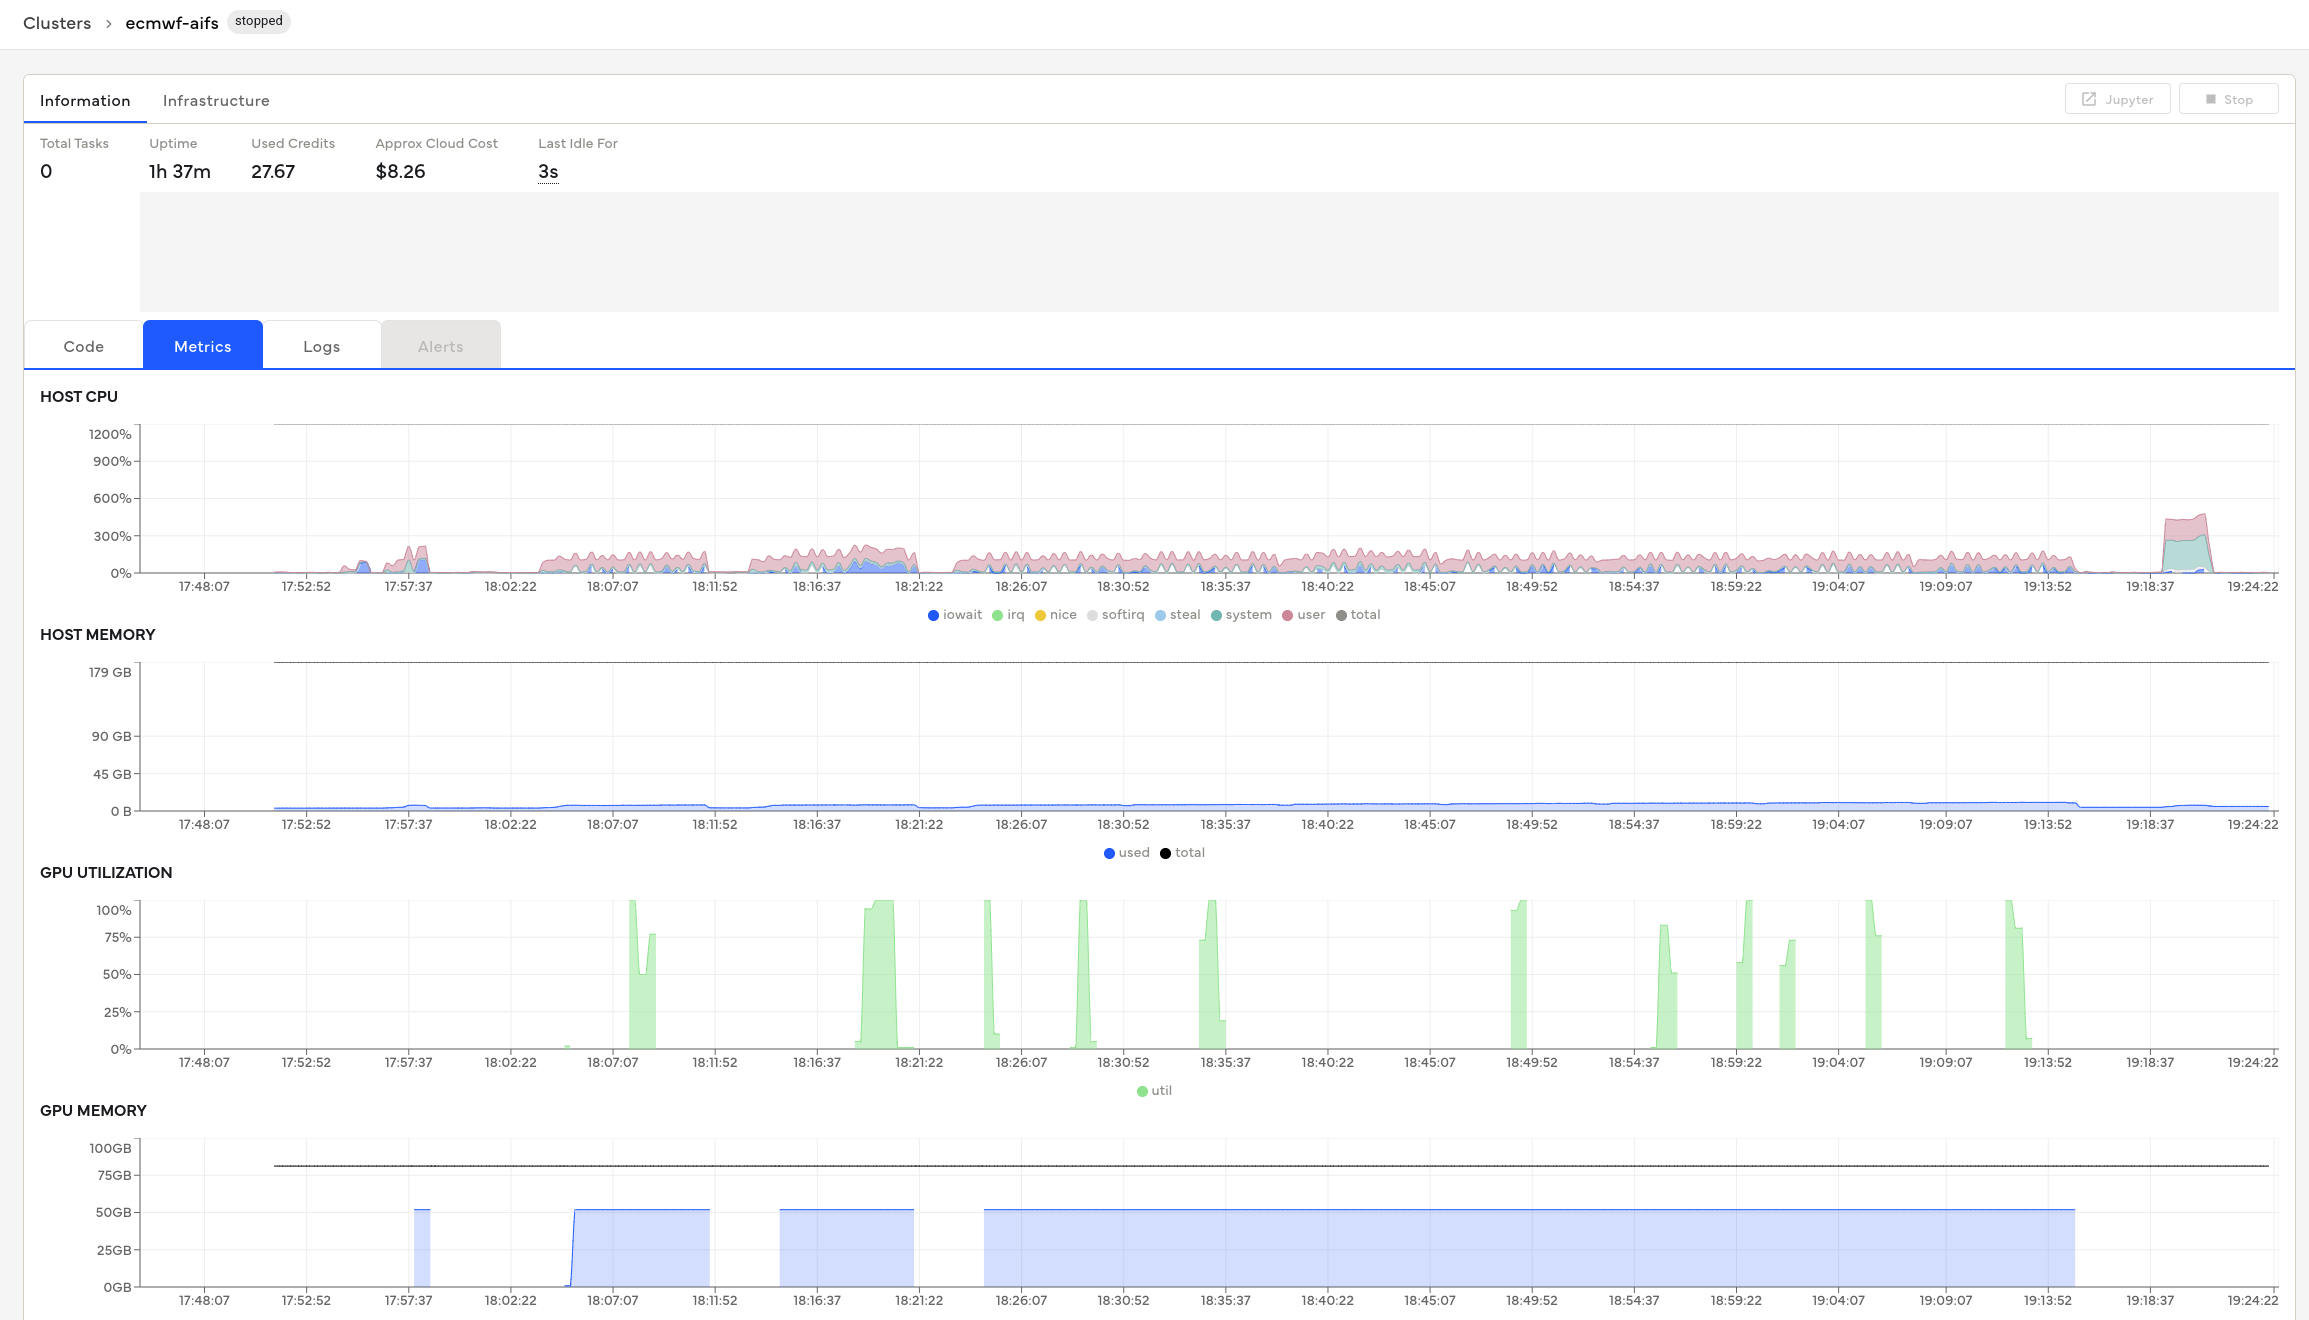 Clusters › ecmwf-aifs stopped
Information Infrastructure Jupyter Stop
Total Tasks Uptime Used Credits Approx Cloud Cost Last Idle For
0 1h 37m 27.67 $8.26 3s
Code Metrics Logs Alerts
HOST CPU
1200%
900%
600%
300%
0%
17:48:07 17:52:52 17:57:37 18:02:22 18:07:07 18:11:52 18:16:37 18:21:22 18:26:07 18:30:52 18:35:37 18:40:22 18:45:07 18:49:52 18:54:37 18:59:22 19:04:07 19:09:07 19:13:52 19:18:37 19:24:22
iowait irq nice softirq steal system user total
HOST MEMORY
179 GB
90 GB
45 GB
0 B
17:48:07 17:52:52 17:57:37 18:02:22 18:07:07 18:11:52 18:16:37 18:21:22 18:26:07 18:30:52 18:35:37 18:40:22 18:45:07 18:49:52 18:54:37 18:59:22 19:04:07 19:09:07 19:13:52 19:18:37 19:24:22
used total
GPU UTILIZATION
100%
75%
50%
25%
0%
17:48:07 17:52:52 17:57:37 18:02:22 18:07:07 18:11:52 18:16:37 18:21:22 18:26:07 18:30:52 18:35:37 18:40:22 18:45:07 18:49:52 18:54:37 18:59:22 19:04:07 19:09:07 19:13:52 19:18:37 19:24:22
util
GPU MEMORY
100GB
75GB
50GB
25GB
0GB
17:48:07 17:52:52 17:57:37 18:02:22 18:07:07 18:11:52 18:16:37 18:21:22 18:26:07 18:30:52 18:35:37 18:40:22 18:45:07 18:49:52 18:54:37 18:59:22 19:04:07 19:09:07 19:13:52 19:18:37 19:24:22